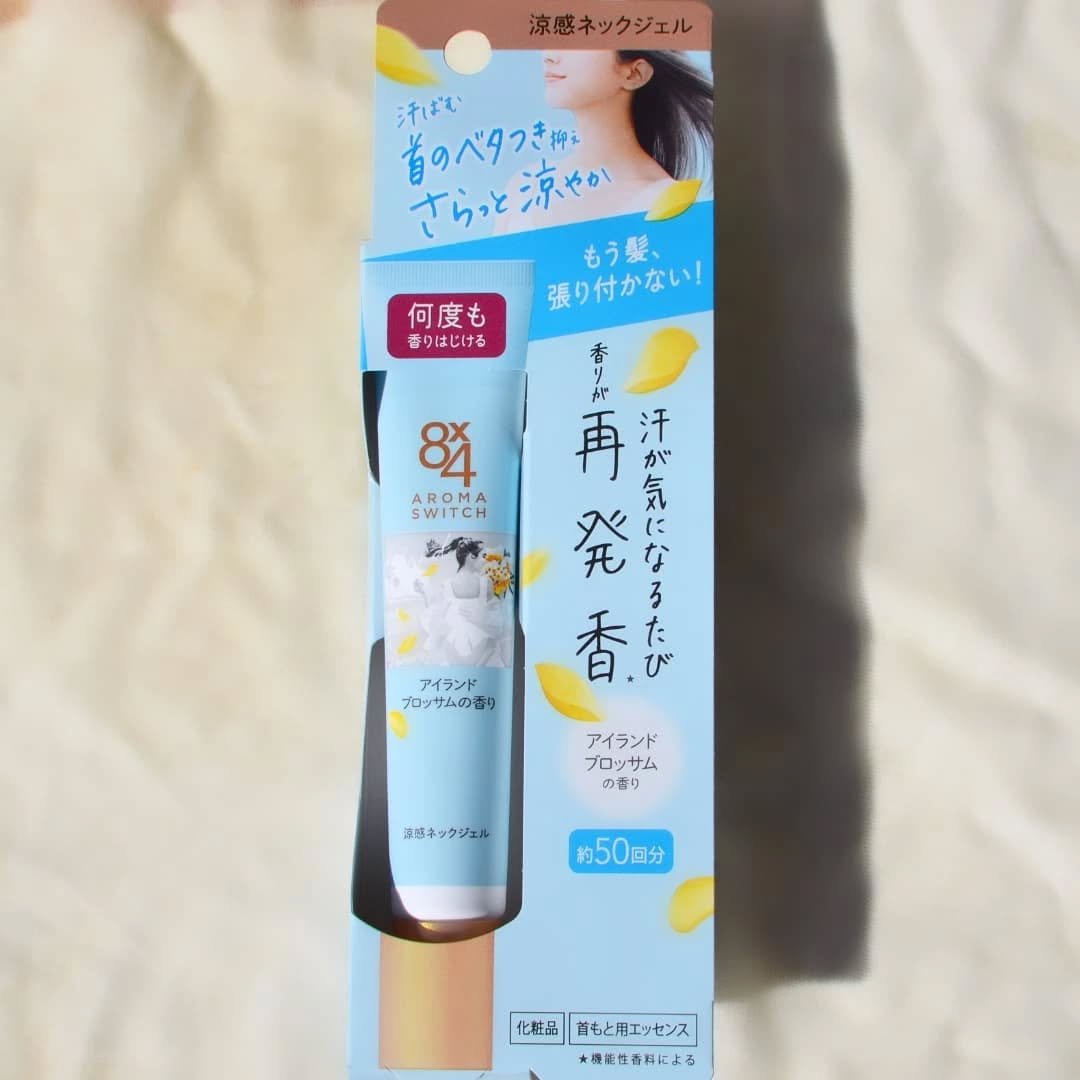 涼感ネックジェル
汗ばむ
首のベタつき抑え
さらっと涼やか
もう髪、
張り付かない!
何度も
香りはじける
汗が気になるたび
香りが
再発香★
8x4
AROMA
SWITCH
アイランド
ブロッサムの香り
涼感ネックジェル
アイランド
ブロッサム
の香り
約50回分
化粧品
首もと用エッセンス
★機能性香料による